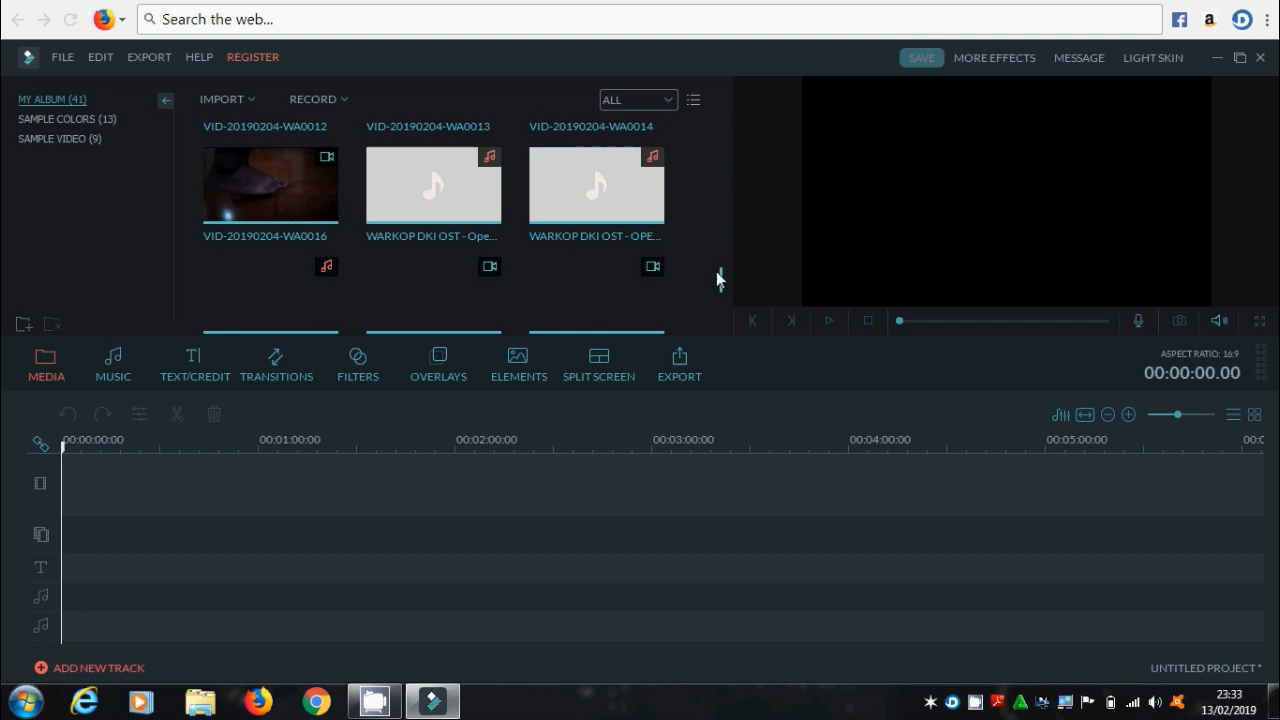 Search the web...
FILE EDIT EXPORT HELP REGISTER SAVE MORE EFFECTS MESSAGE LIGHT SKIN
MY ALBUM (41)
SAMPLE COLORS (13)
SAMPLE VIDEO (9)
IMPORT RECORD ALL
VID-20190204-WA0012 VID-20190204-WA0013 VID-20190204-WA0014
VID-20190204-WA0016 WARKOP DKI OST - Ope... WARKOP DKI OST - OPE...
MEDIA MUSIC TEXT/CREDIT TRANSITIONS FILTERS OVERLAYS ELEMENTS SPLIT SCREEN EXPORT
ASPECT RATIO: 16:9
00:00:00.00
00:00:00:00 00:01:00:00 00:02:00:00 00:03:00:00 00:04:00:00 00:05:00:00
ADD NEW TRACK
UNTITLED PROJECT *
23:33
13/02/2019